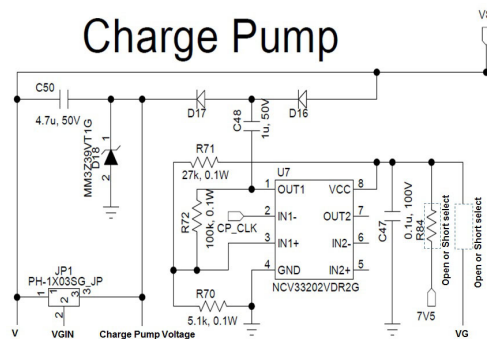 Charge Pump
VS
C50
4.7u, 50V
D17
D16
MM3Z39VT1G
D18
1
2
C48
1u, 50V
R71
27k, 0.1W
U7
R72
100k, 0.1W
1 OUT1 VCC 8
CP_CLK
2 IN1- OUT2 7
3 IN1+ IN2- 6
4 GND IN2+ 5
NCV33202VDR2G
C47
0.1u, 100V
R84
Open or Short select
Open or Short select
JP1
PH-1X03SG_JP
1 2 3
R70
5.1k, 0.1W
7V5
V
VGIN
Charge Pump Voltage
VG